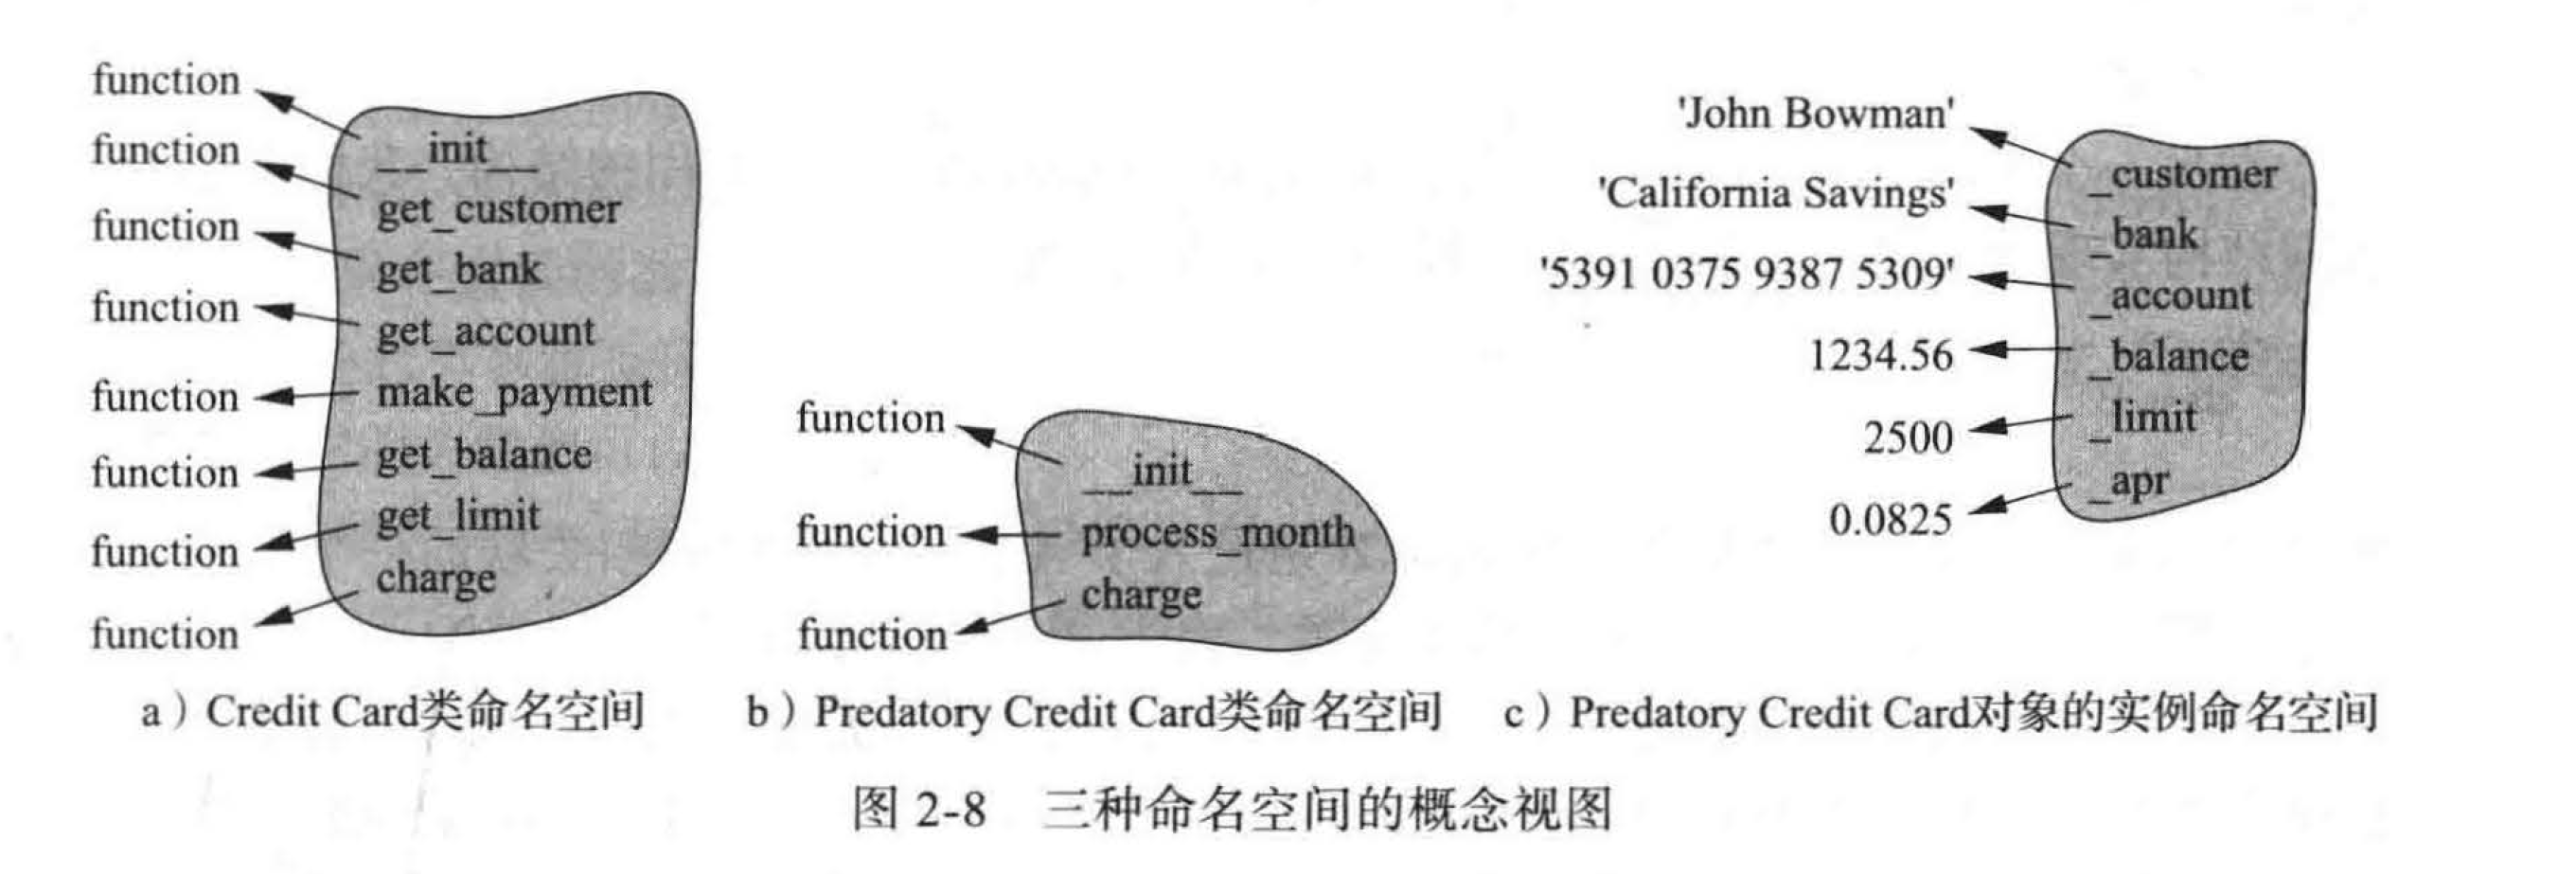 function
function
function
function
function
function
function
function
__init__
get_customer
get_bank
get_account
make_payment
get_balance
get_limit
charge
a）Credit Card类命名空间
function
function
function
__init__
process_month
charge
b）Predatory Credit Card类命名空间
'John Bowman'
'California Savings'
'5391 0375 9387 5309'
1234.56
2500
0.0825
_customer
_bank
_account
_balance
_limit
_apr
c）Predatory Credit Card对象的实例命名空间
图 2-8 三种命名空间的概念视图